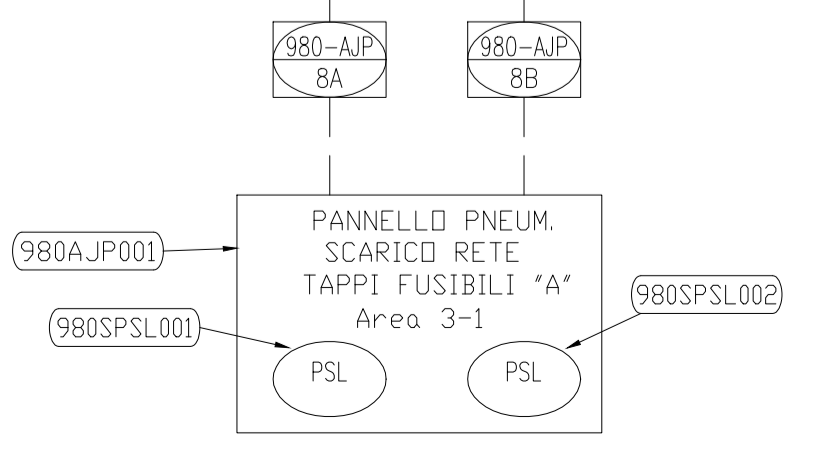 980-AJP
8A
980-AJP
8B
PANNELLO PNEUM.
SCARICO RETE
TAPPI FUSIBILI "A"
Area 3-1
980AJP001
980SPSL001
980SPSL002
PSL
PSL